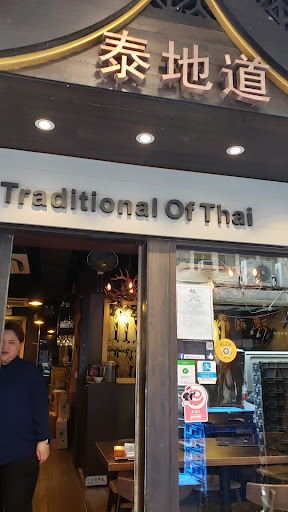 泰地道
Traditional Of Thai